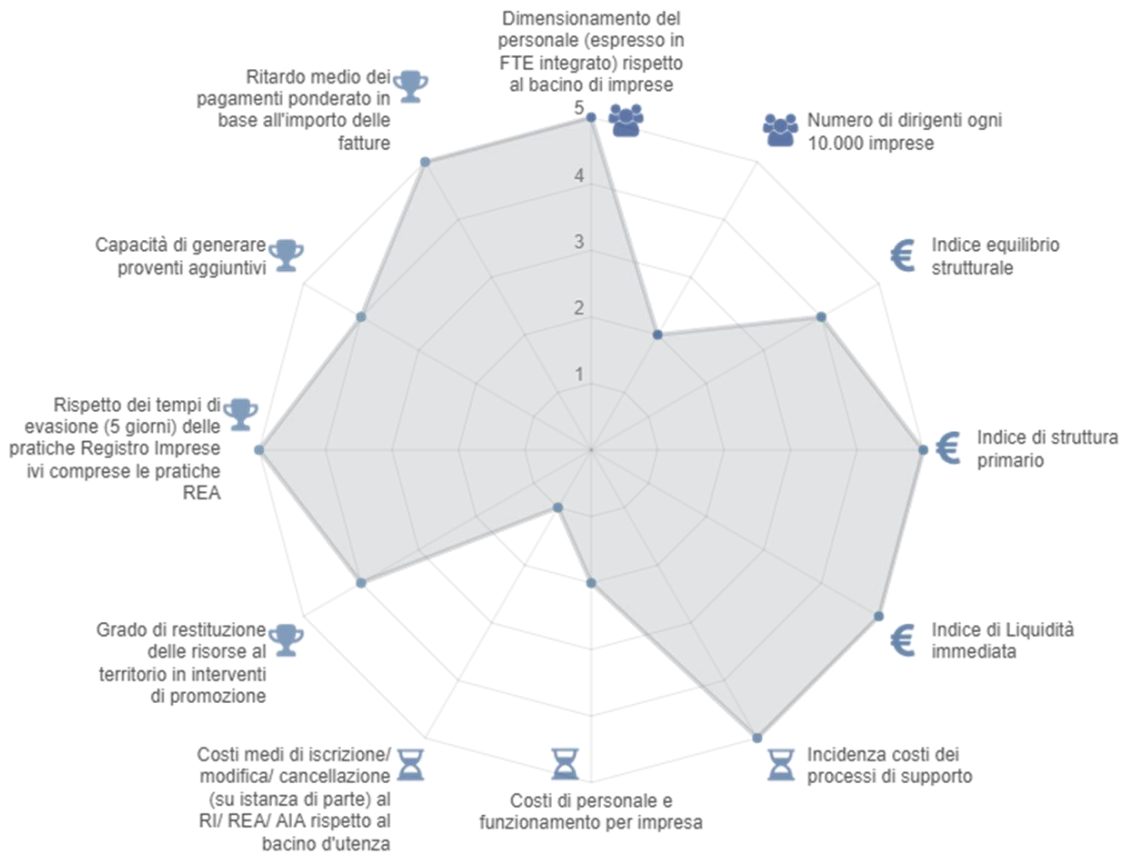 Dimensionamento del
personale (espresso in
FTE integrato) rispetto
al bacino di imprese
Numero di dirigenti ogni
10.000 imprese
Indice equilibrio
strutturale
Indice di struttura
primario
Indice di Liquidità
immediata
Incidenza costi dei
processi di supporto
Costi di personale e
funzionamento per impresa
Costi medi di iscrizione/
modifica/ cancellazione
(su istanza di parte) al
RI/ REA/ AIA rispetto al
bacino d'utenza
Grado di restituzione
delle risorse al
territorio in interventi
di promozione
Rispetto dei tempi di
evasione (5 giorni) delle
pratiche Registro Imprese
ivi comprese le pratiche
REA
Capacità di generare
proventi aggiuntivi
Ritardo medio dei
pagamenti ponderato in
base all'importo delle
fatture
5
4
3
2
1